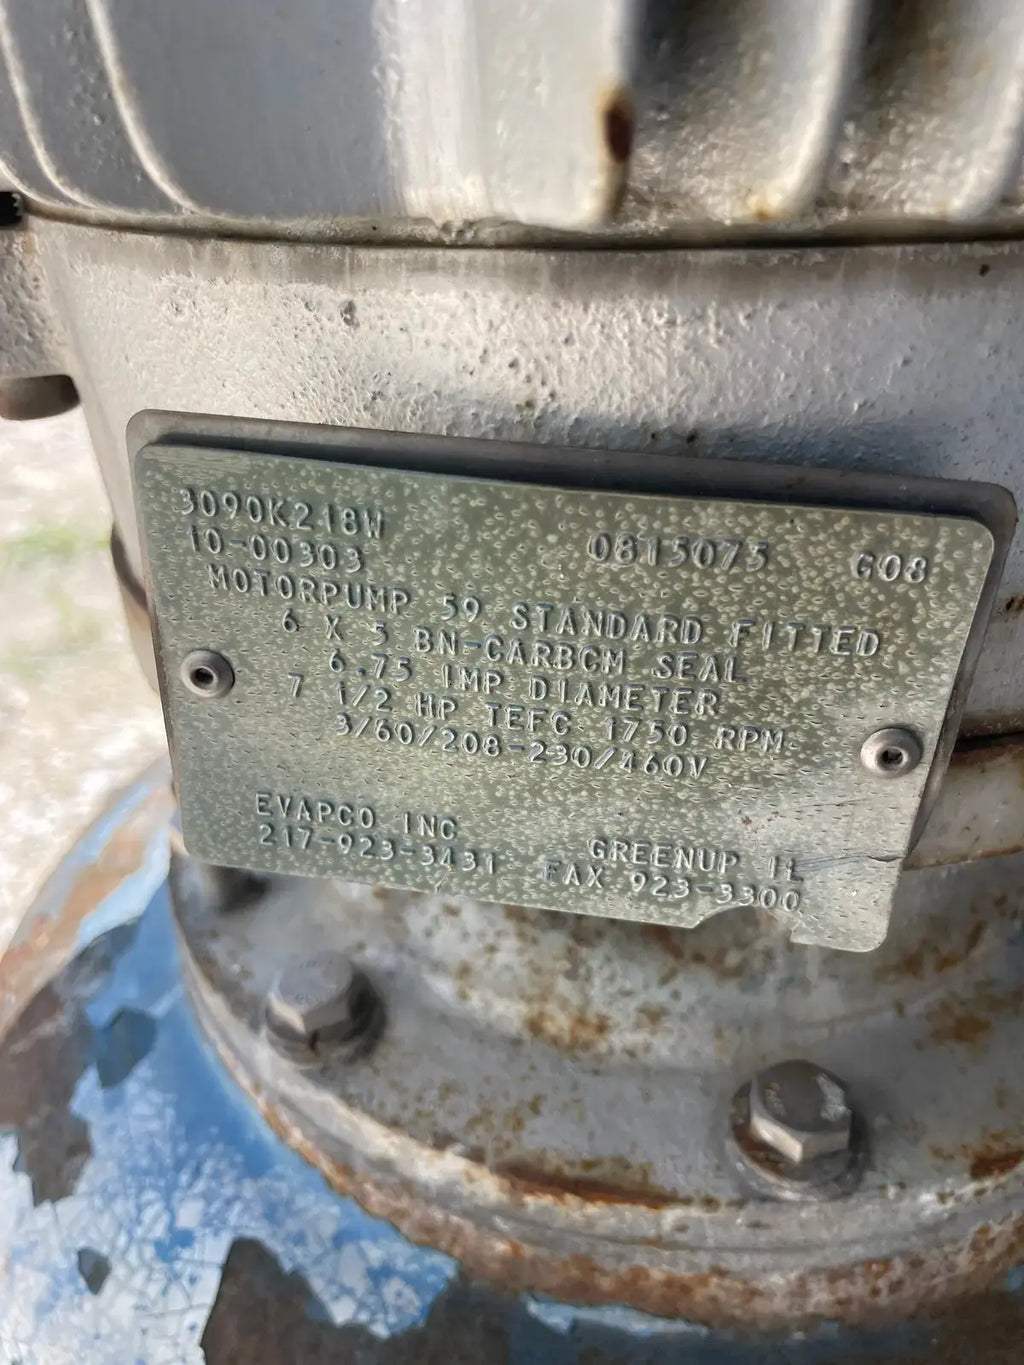 3090K218W
10-00303 0815075 G08
MOTORPUMP 59 STANDARD FITTED
6 X 5 BN-CARBCM SEAL
6.75 IMP DIAMETER
7 1/2 HP TEFC 1750 RPM
3/60/208-230/460V
EVAPCO INC GREENUP IL
217-923-3431 FAX 923-3300